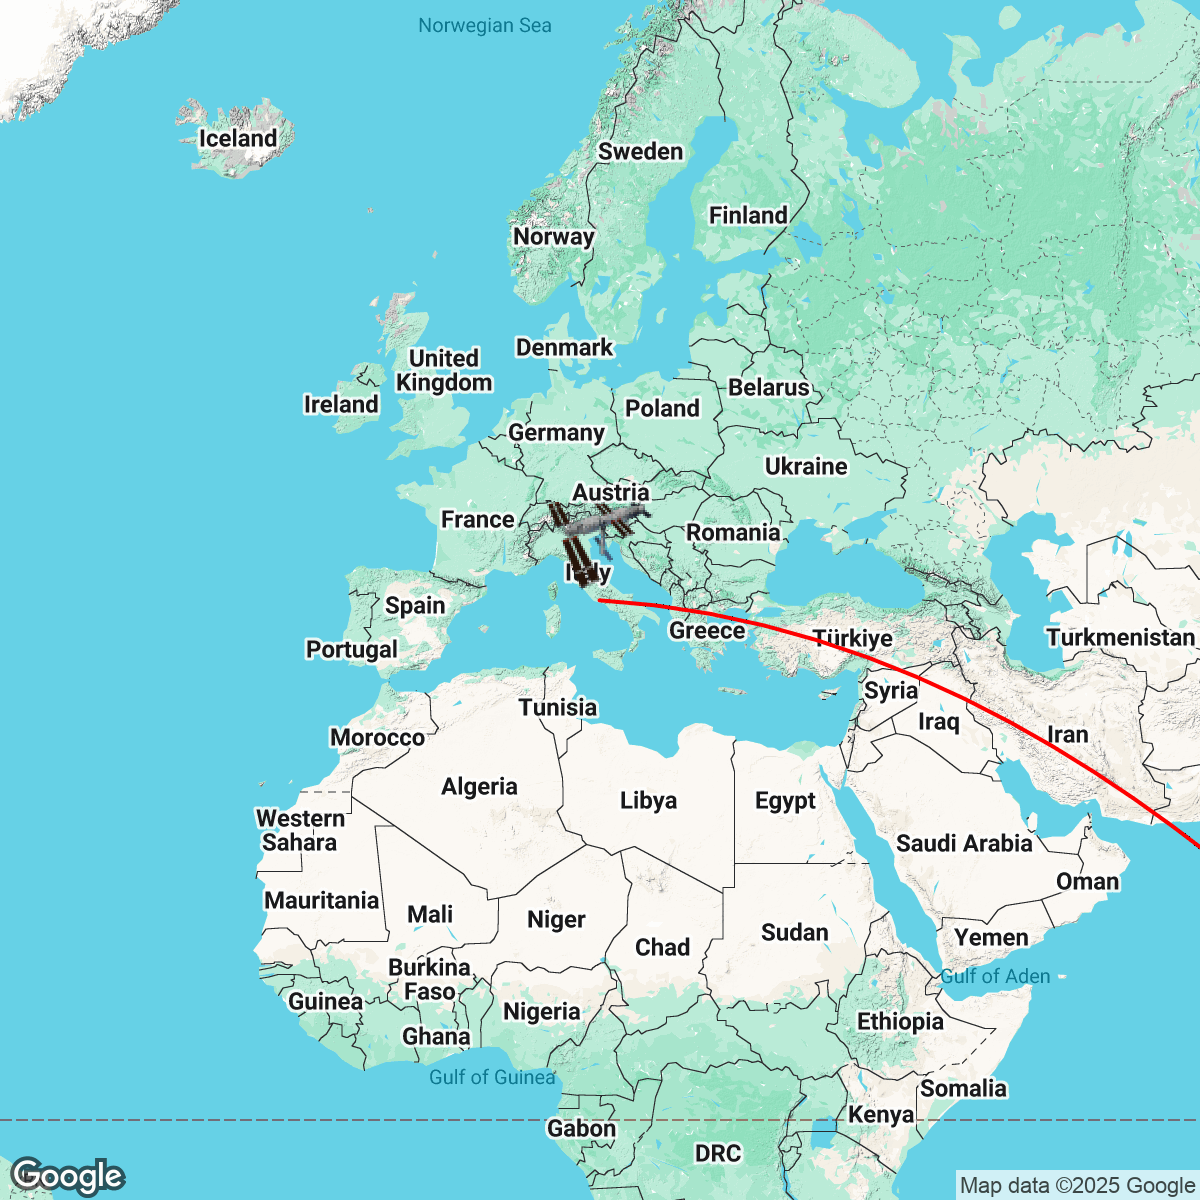 Norwegian Sea
Iceland
Sweden
Finland
Norway
Denmark
United
Kingdom
Belarus
Ireland
Poland
Germany
Ukraine
Austria
France
Romania
Italy
Spain
Greece
Türkiye
Turkmenistan
Portugal
Syria
Tunisia
Iraq
Iran
Morocco
Algeria
Libya
Egypt
Western
Sahara
Saudi Arabia
Oman
Mauritania
Mali
Niger
Sudan
Yemen
Chad
Burkina
Faso
Gulf of Aden
Guinea
Nigeria
Ethiopia
Ghana
Gulf of Guinea
Somalia
Kenya
Gabon
DRC
Google
Map data ©2025 Google